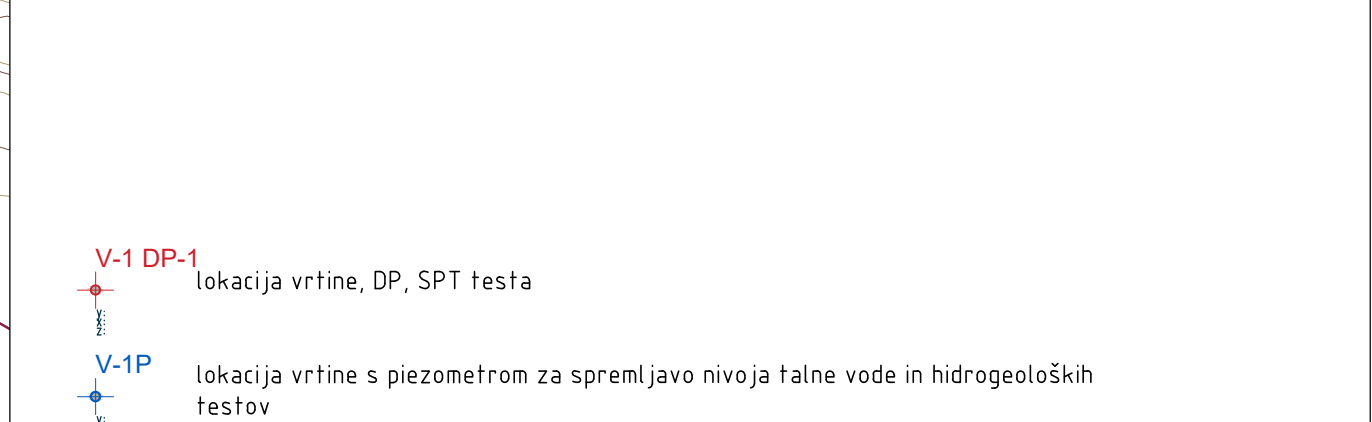 V-1 DP-1
lokacija vrtine, DP, SPT testa
y:
x:
z:
V-1P
lokacija vrtine s piezometrom za spremljavo nivoja talne vode in hidrogeoloških
testov
y: